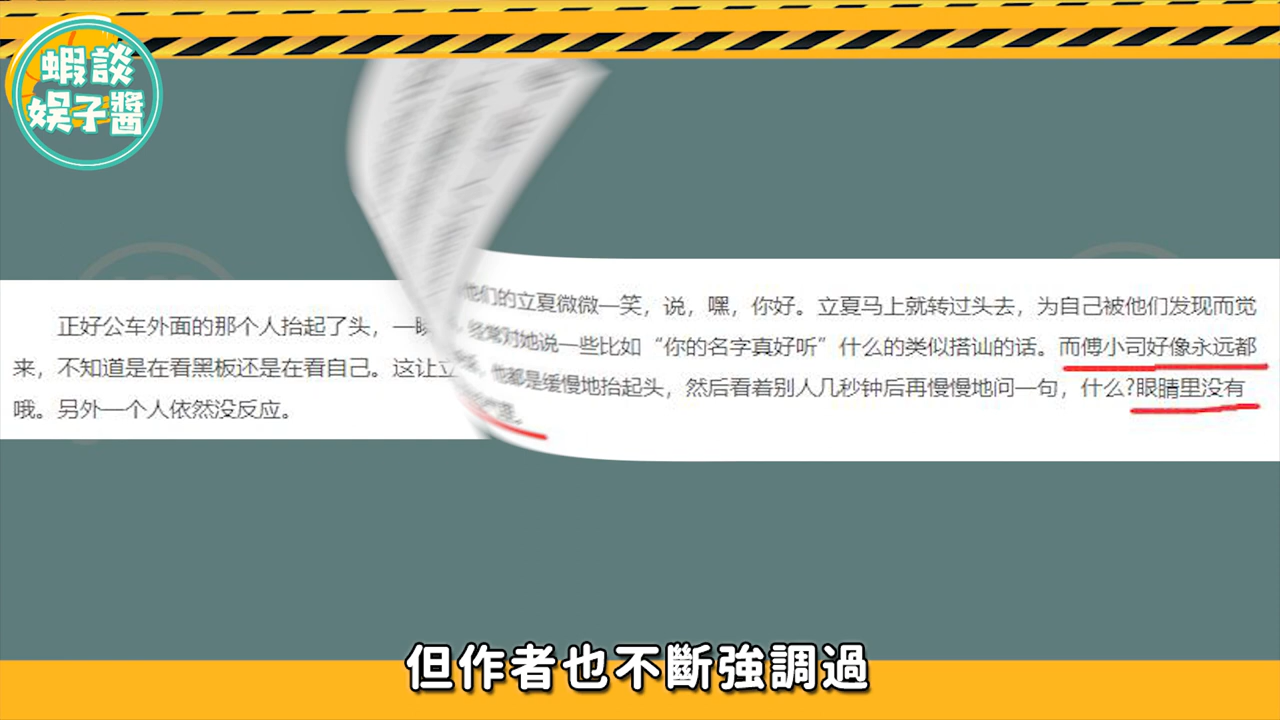 蝦談
娱子醬
正好公车外面的那个人抬起了头，一
来，不知道是在看黑板还是在看自己。这让立
哦。另外一个人依然没反应。
他们的立夏微微一笑，说，嘿，你好。立夏马上就转过头去，为自己被他们发现而觉
经常对她说一些比如“你的名字真好听”什么的类似搭讪的话。而傅小司好像永远都
他都是缓慢地抬起头，然后看着别人几秒钟后再慢慢地问一句，什么?眼睛里没有
但作者也不斷強調過